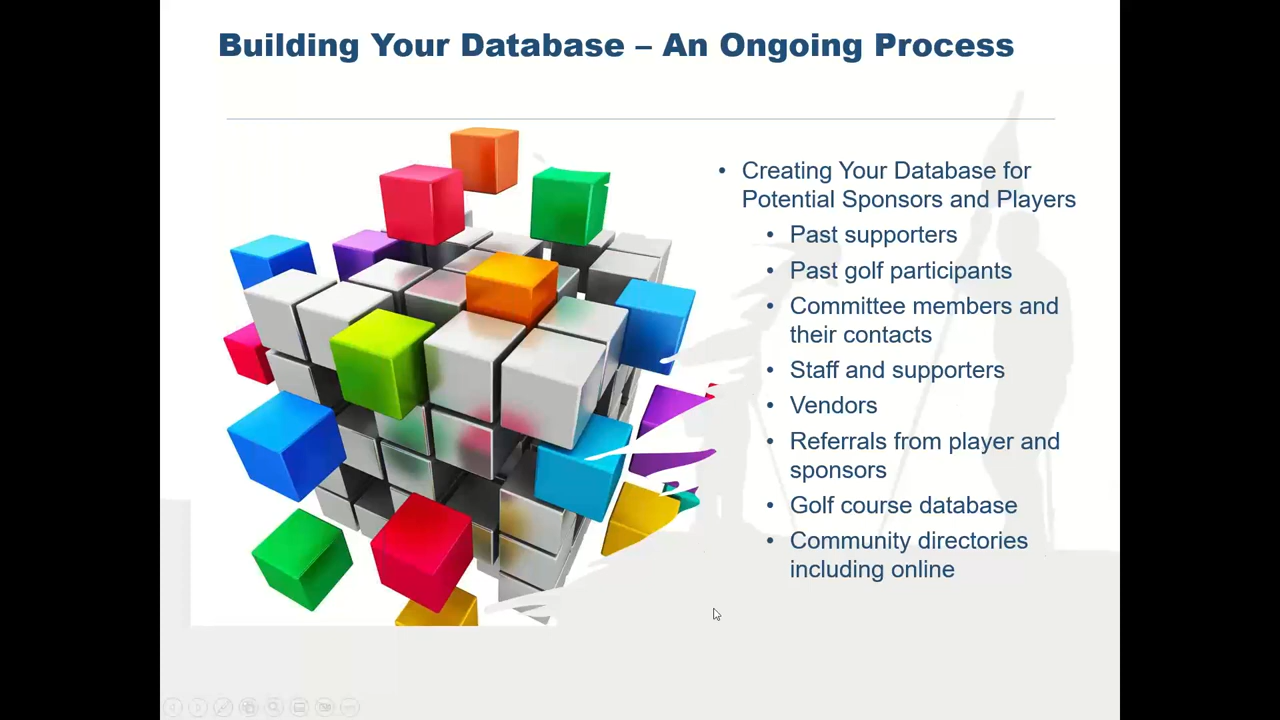 Building Your Database – An Ongoing Process
• Creating Your Database for
Potential Sponsors and Players
• Past supporters
• Past golf participants
• Committee members and
their contacts
• Staff and supporters
• Vendors
• Referrals from player and
sponsors
• Golf course database
• Community directories
including online